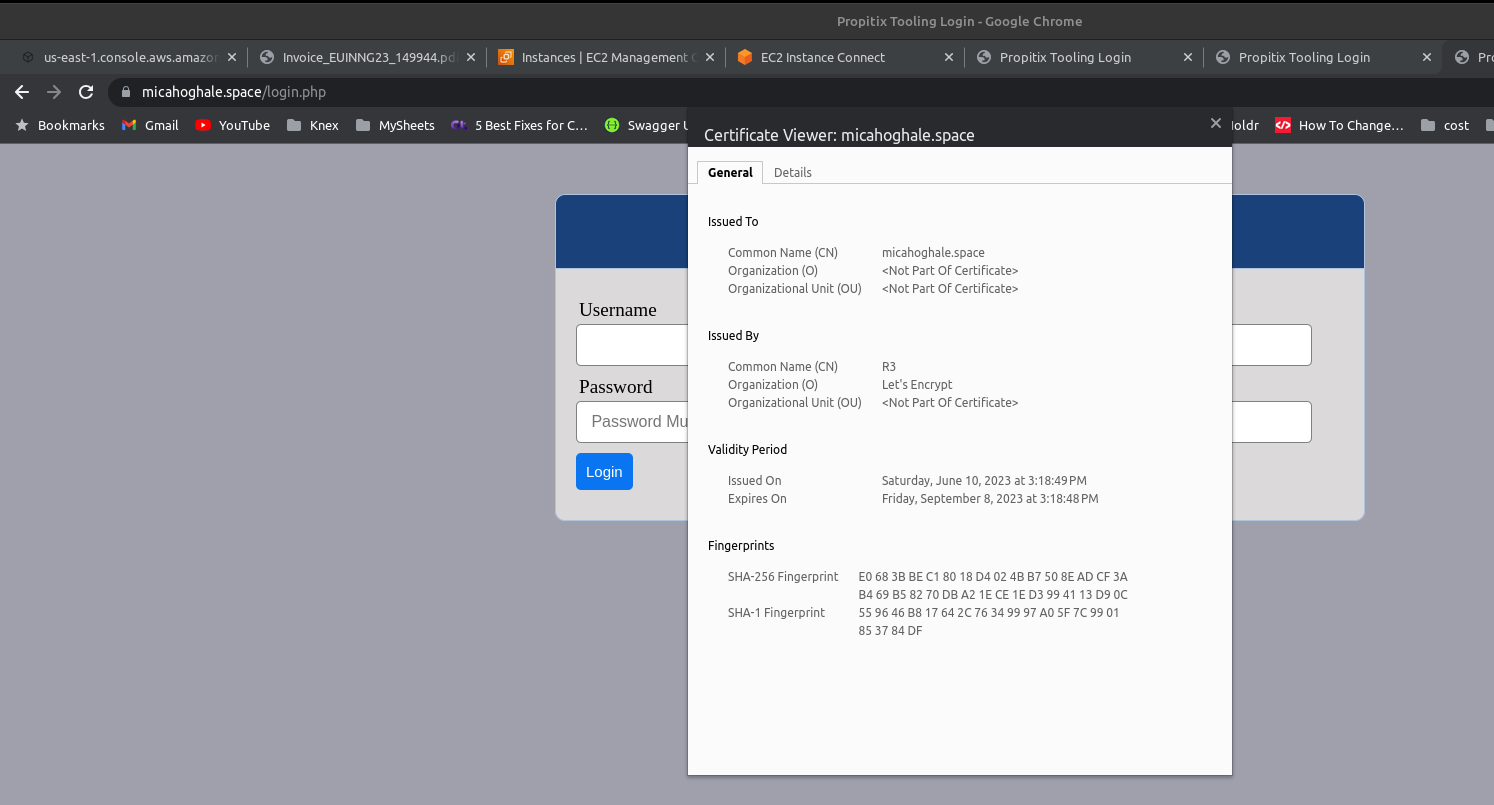 Propitix Tooling Login - Google Chrome
us-east-1.console.aws.amazon
Invoice_EUINNG23_149944.pd
Instances | EC2 Management C
EC2 Instance Connect
Propitix Tooling Login
Propitix Tooling Login
Pr
micahoghale.space/login.php
Bookmarks
Gmail
YouTube
Knex
MySheets
5 Best Fixes for C...
Swagger U
oldr
How To Change...
cost
Certificate Viewer: micahoghale.space
General
Details
Issued To
Common Name (CN) micahoghale.space
Organization (O) <Not Part Of Certificate>
Organizational Unit (OU) <Not Part Of Certificate>
Issued By
Common Name (CN) R3
Organization (O) Let's Encrypt
Organizational Unit (OU) <Not Part Of Certificate>
Validity Period
Issued On Saturday, June 10, 2023 at 3:18:49 PM
Expires On Friday, September 8, 2023 at 3:18:48 PM
Fingerprints
SHA-256 Fingerprint E0 68 3B BE C1 80 18 D4 02 4B B7 50 8E AD CF 3A
B4 69 B5 82 70 DB A2 1E CE 1E D3 99 41 13 D9 0C
SHA-1 Fingerprint 55 96 46 B8 17 64 2C 76 34 99 97 A0 5F 7C 99 01
85 37 84 DF
Username
Password
Password Mu
Login